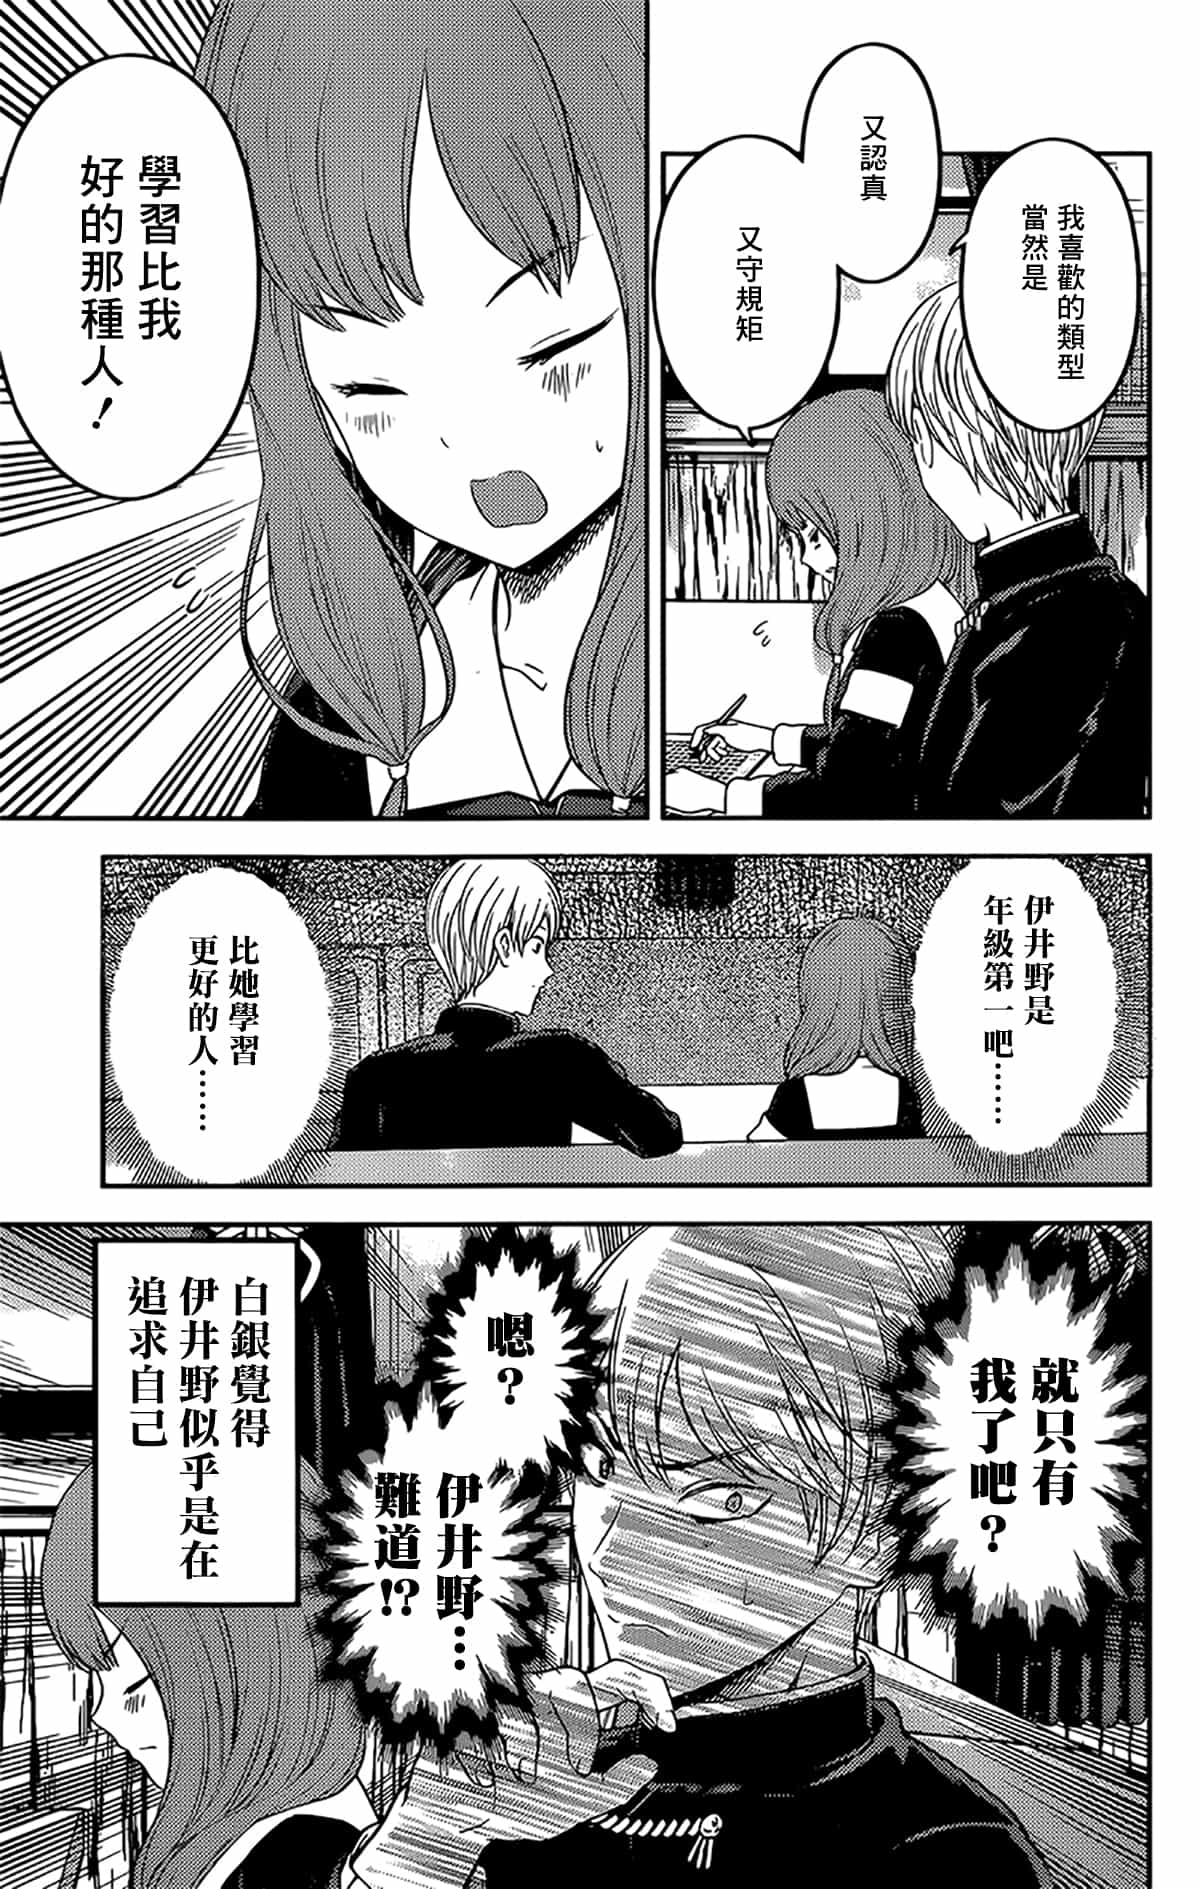 我喜歡的類型
當然是
又認真
又守規矩
學習比我
好的那種人！
伊井野是
年級第一吧……
比她學習
更好的人……
就只有
我了吧？
嗯？
伊井野…
難道!?
白銀覺得
伊井野似乎是在
追求自己